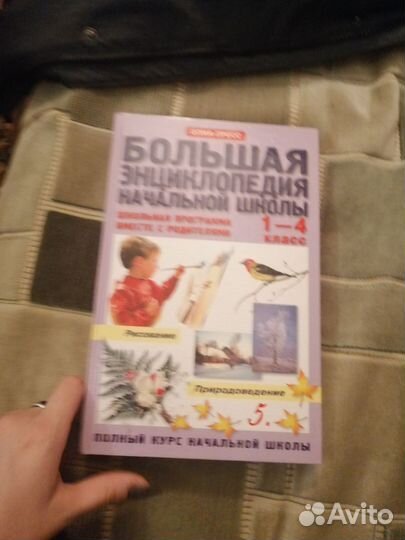 ОЛМА-ПРЕСС
БОЛЬШАЯ
ЭНЦИКЛОПЕДИЯ
НАЧАЛЬНОЙ ШКОЛЫ
ШКОЛЬНАЯ ПРОГРАММА
ВМЕСТЕ С РОДИТЕЛЯМИ
1—4
класс
Рисование
Природоведение
5.
ПОЛНЫЙ КУРС НАЧАЛЬНОЙ ШКОЛЫ
Avito